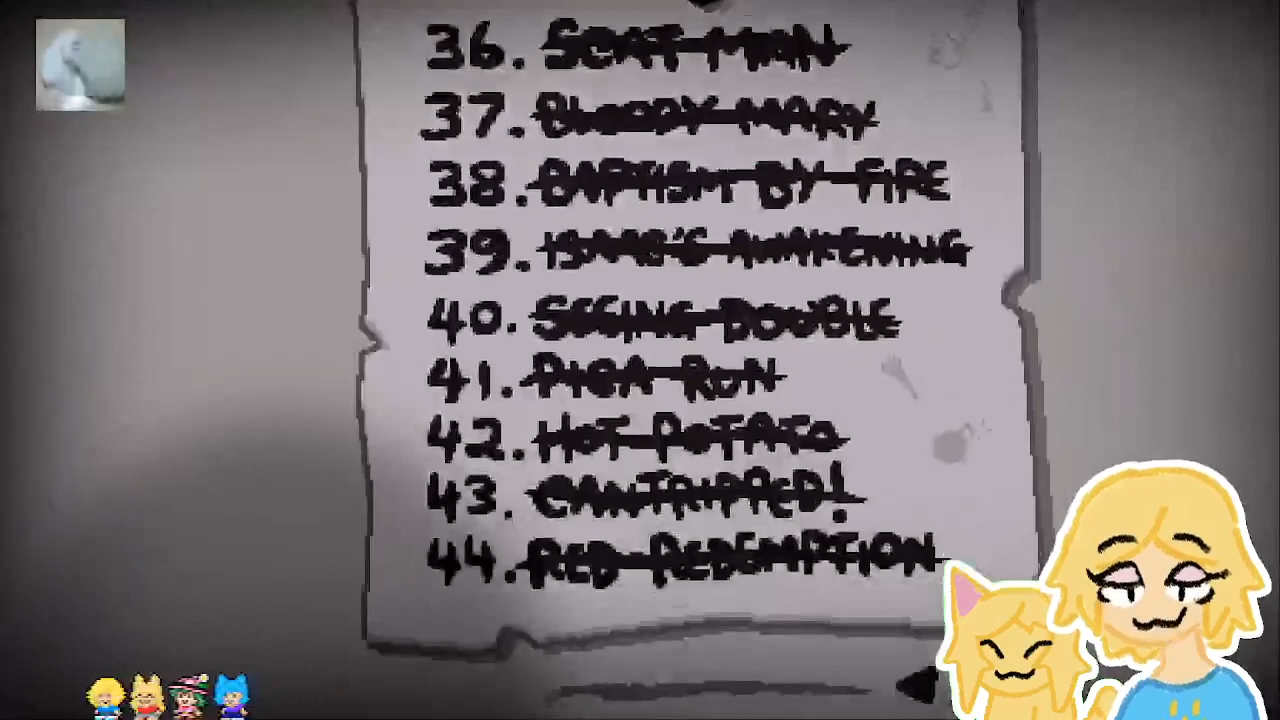 36. SCAT MAN
37. BLOODY MARY
38. BAPTISM BY FIRE
39. ISAAC'S AWAKENING
40. SEEING DOUBLE
41. PICA RUN
42. HOT POTATO
43. CANTRIPPED!
44. RED REDEMPTION